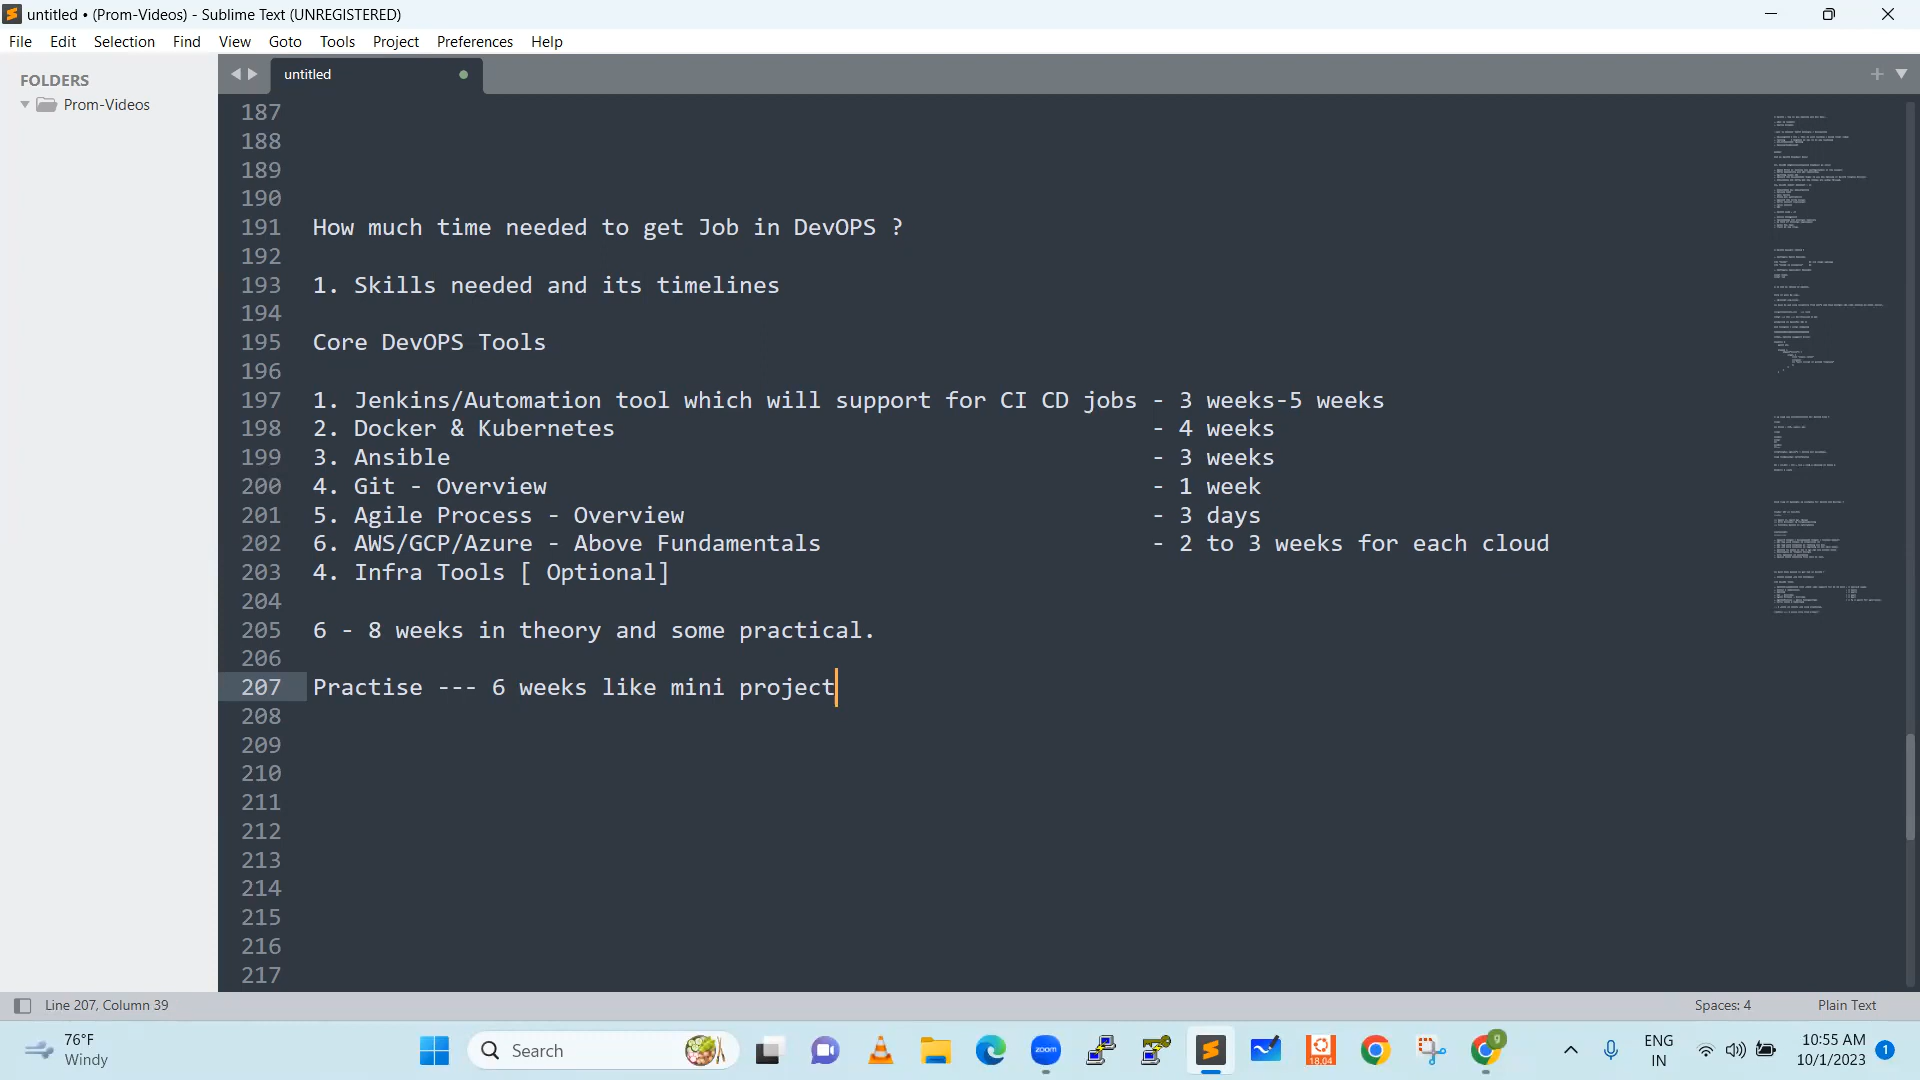 untitled • (Prom-Videos) - Sublime Text (UNREGISTERED)
File Edit Selection Find View Goto Tools Project Preferences Help
FOLDERS
Prom-Videos
untitled
187
188
189
190
191 How much time needed to get Job in DevOPS ?
192
193 1. Skills needed and its timelines
194
195 Core DevOPS Tools
196
197 1. Jenkins/Automation tool which will support for CI CD jobs - 3 weeks-5 weeks
198 2. Docker & Kubernetes - 4 weeks
199 3. Ansible - 3 weeks
200 4. Git - Overview - 1 week
201 5. Agile Process - Overview - 3 days
202 6. AWS/GCP/Azure - Above Fundamentals - 2 to 3 weeks for each cloud
203 4. Infra Tools [ Optional]
204
205 6 - 8 weeks in theory and some practical.
206
207 Practise --- 6 weeks like mini project
208
209
210
211
212
213
214
215
216
217
Line 207, Column 39 Spaces: 4 Plain Text
76°F
Windy
Search
zoom
18.04
g
ENG
IN
10:55 AM
10/1/2023
1